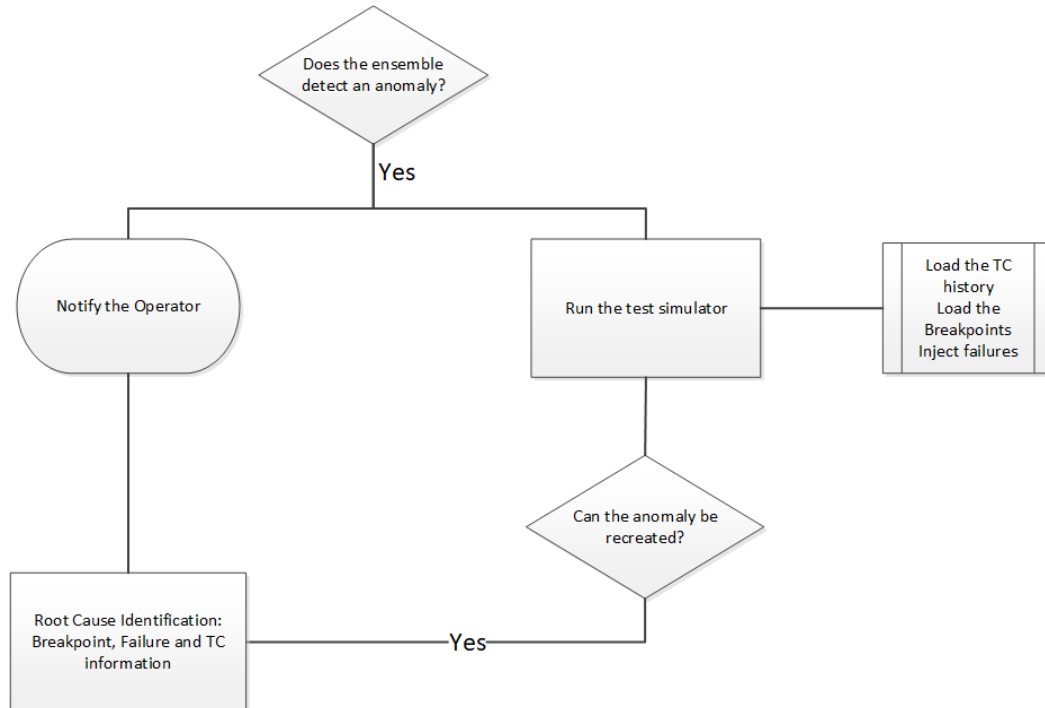 Does the ensemble
detect an anomaly?
Yes
Notify the Operator
Run the test simulator
Load the TC
history
Load the
Breakpoints
Inject failures
Can the anomaly be
recreated?
Root Cause Identification:
Breakpoint, Failure and TC
information
Yes